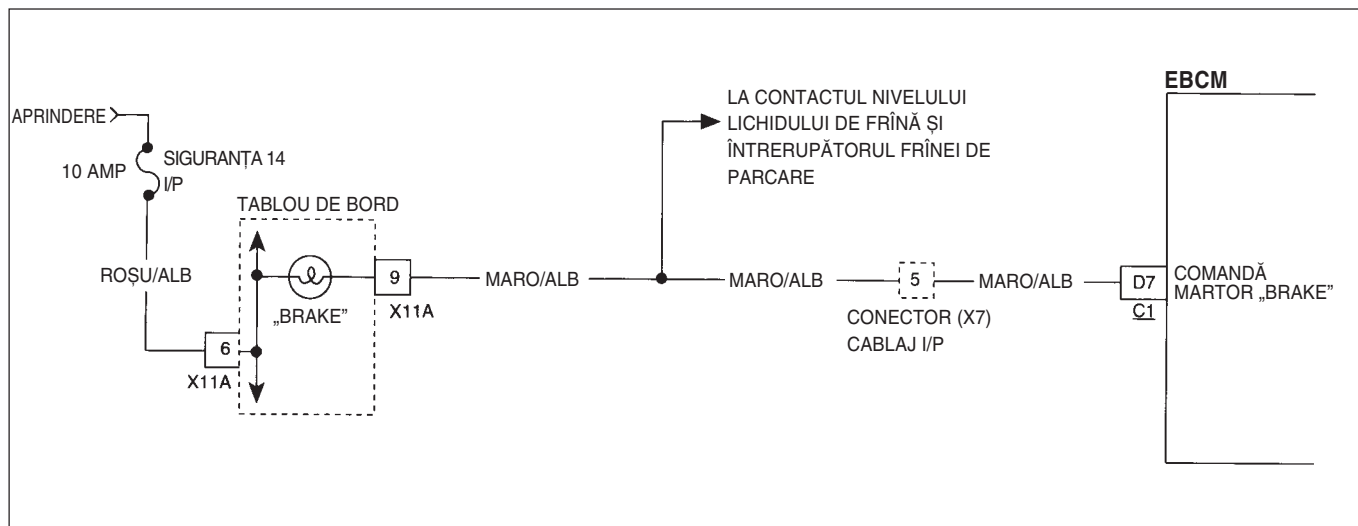 EBCM
LA CONTACTUL NIVELULUI
LICHIDULUI DE FRÎNĂ ȘI
ÎNTRERUPĂTORUL FRÎNEI DE
PARCARE
APRINDERE
10 AMP
SIGURANȚA 14
I/P
TABLOU DE BORD
ROȘU/ALB
„BRAKE”
9
X11A
MARO/ALB
MARO/ALB
5
MARO/ALB
D7
C1
COMANDĂ
MARTOR „BRAKE”
CONECTOR (X7)
CABLAJ I/P
6
X11A